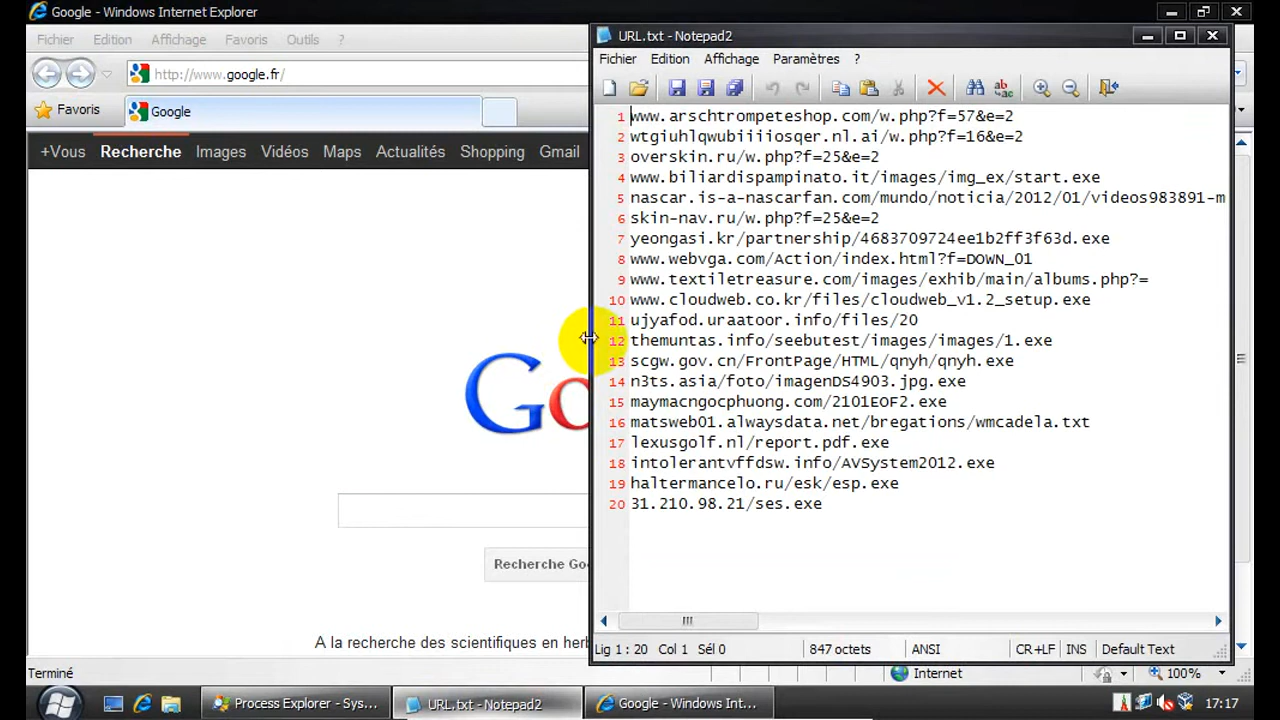 Google - Windows Internet Explorer
Fichier Edition Affichage Favoris Outils ?
http://www.google.fr/
Favoris Google
+Vous Recherche Images Vidéos Maps Actualités Shopping Gmail
Go
Recherche Go
A la recherche des scientifiques en her
Terminé
Internet
100%
URL.txt - Notepad2
Fichier Edition Affichage Paramètres ?
1 www.arschtrompeteshop.com/w.php?f=57&e=2
2 wtgiuhlqwubiiiiosqer.nl.ai/w.php?f=16&e=2
3 overskin.ru/w.php?f=25&e=2
4 www.biliardispampinato.it/images/img_ex/start.exe
5 nascar.is-a-nascarfan.com/mundo/noticia/2012/01/videos983891-m
6 skin-nav.ru/w.php?f=25&e=2
7 yeongasi.kr/partnership/4683709724ee1b2ff3f63d.exe
8 www.webvga.com/Action/index.html?f=DOWN_01
9 www.textiletreasure.com/images/exhib/main/albums.php?=
10 www.cloudweb.co.kr/files/cloudweb_v1.2_setup.exe
11 ujyafod.uraatoor.info/files/20
12 themuntas.info/seebutest/images/images/1.exe
13 scgw.gov.cn/FrontPage/HTML/qnyh/qnyh.exe
14 n3ts.asia/foto/imagenDS4903.jpg.exe
15 maymacngocphuong.com/2101EOF2.exe
16 matsweb01.alwaysdata.net/bregations/wmcadela.txt
17 lexusgolf.nl/report.pdf.exe
18 intolerantvffdsw.info/AVSystem2012.exe
19 haltermancelo.ru/esk/esp.exe
20 31.210.98.21/ses.exe
Lig 1 : 20 Col 1 Sél 0 847 octets ANSI CR+LF INS Default Text
Process Explorer - Sys... URL.txt - Notepad2 Google - Windows Int... 17:17